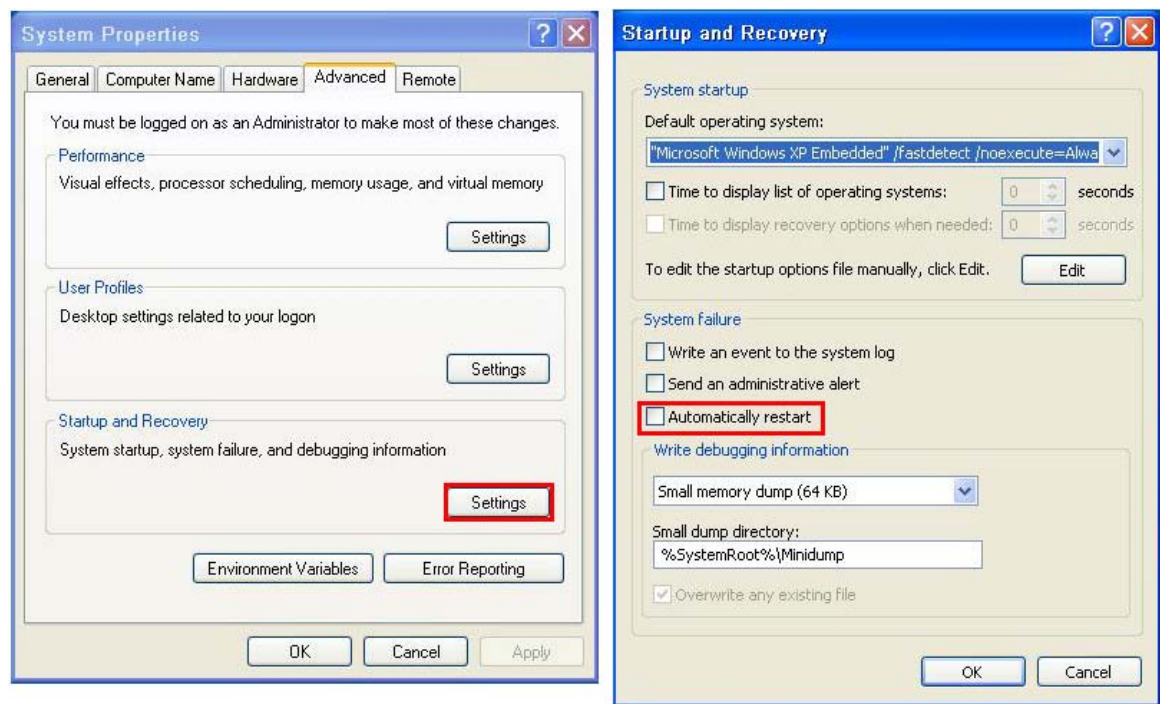 System Properties
General
Computer Name
Hardware
Advanced
Remote
You must be logged on as an Administrator to make most of these changes.
Performance
Visual effects, processor scheduling, memory usage, and virtual memory
Settings
User Profiles
Desktop settings related to your logon
Settings
Startup and Recovery
System startup, system failure, and debugging information
Settings
Environment Variables
Error Reporting
OK
Cancel
Apply
Startup and Recovery
System startup
Default operating system:
"Microsoft Windows XP Embedded" /fastdetect /noexecute=Alwa
Time to display list of operating systems: 0 seconds
Time to display recovery options when needed: 0 seconds
To edit the startup options file manually, click Edit.
Edit
System failure
Write an event to the system log
Send an administrative alert
Automatically restart
Write debugging information
Small memory dump (64 KB)
Small dump directory:
%SystemRoot%\Minidump
Overwrite any existing file
OK
Cancel